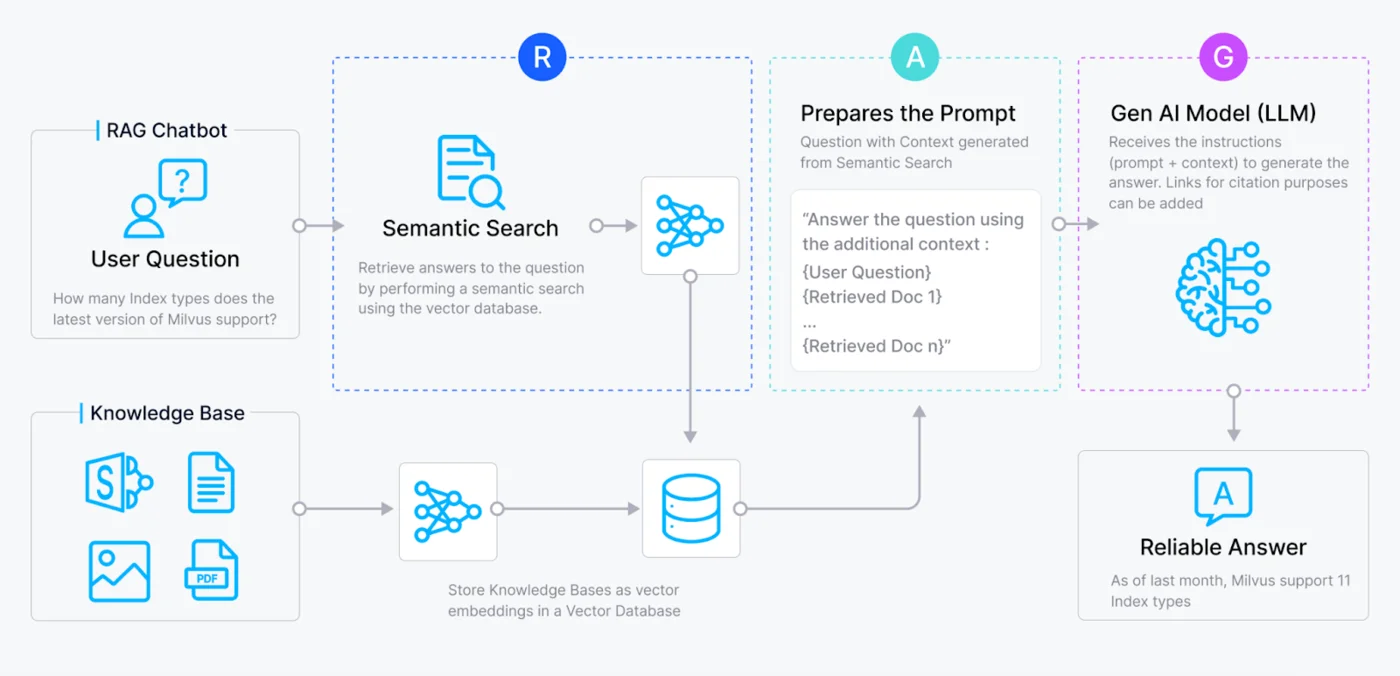 R
A
G
RAG Chatbot
?
User Question
How many Index types does the
latest version of Milvus support?
Semantic Search
Retrieve answers to the question
by performing a semantic search
using the vector database.
Prepares the Prompt
Question with Context generated
from Semantic Search
“Answer the question using
the additional context :
{User Question}
{Retrieved Doc 1}
...
{Retrieved Doc n}”
Gen AI Model (LLM)
Receives the instructions
(prompt + context) to generate the
answer. Links for citation purposes
can be added
Knowledge Base
S
PDF
Store Knowledge Bases as vector
embeddings in a Vector Database
A
Reliable Answer
As of last month, Milvus support 11
Index types